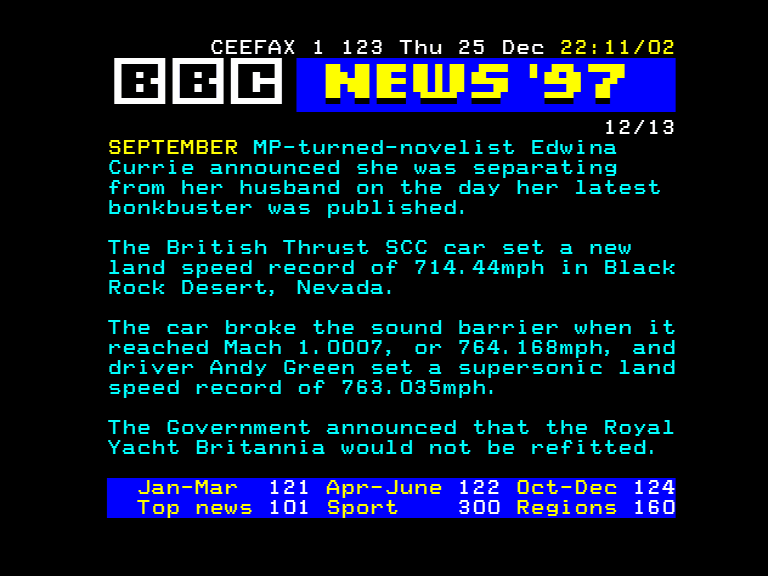 CEEFAX 1 123 Thu 25 Dec 22:11/02
BBC NEWS '97
12/13
SEPTEMBER MP-turned-novelist Edwina
Currie announced she was separating
from her husband on the day her latest
bonkbuster was published.
The British Thrust SCC car set a new
land speed record of 714.44mph in Black
Rock Desert, Nevada.
The car broke the sound barrier when it
reached Mach 1.0007, or 764.168mph, and
driver Andy Green set a supersonic land
speed record of 763.035mph.
The Government announced that the Royal
Yacht Britannia would not be refitted.
Jan-Mar 121 Apr-June 122 Oct-Dec 124
Top news 101 Sport 300 Regions 160